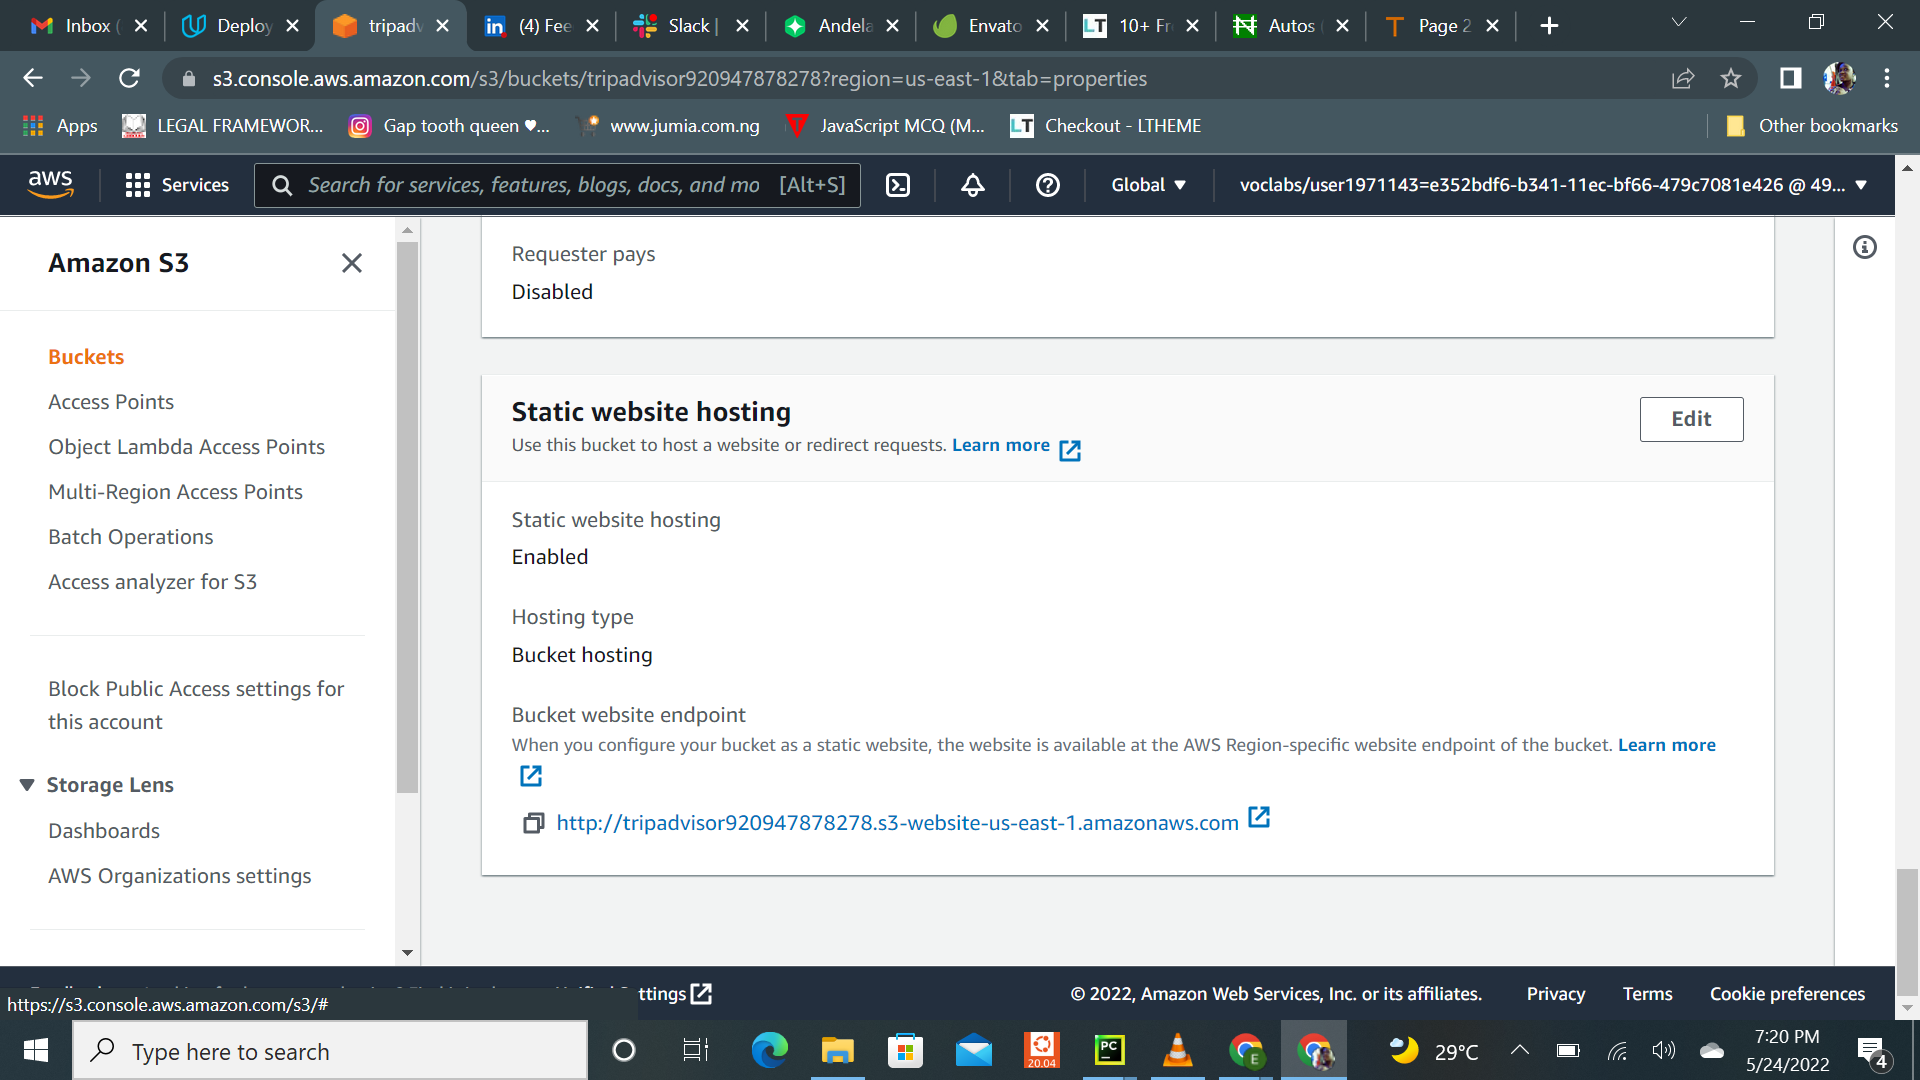 Inbox (
Deploy
tripadv
(4) Fee
Slack |
Andela
Envato
10+ Fr
Autos (
Page 2
s3.console.aws.amazon.com/s3/buckets/tripadvisor920947878278?region=us-east-1&tab=properties
Apps
LEGAL FRAMEWOR...
Gap tooth queen ♥...
www.jumia.com.ng
JavaScript MCQ (M...
LT
Checkout - LTHEME
Other bookmarks
aws
Services
Search for services, features, blogs, docs, and mo
[Alt+S]
Global
voclabs/user1971143=e352bdf6-b341-11ec-bf66-479c7081e426 @ 49...
Amazon S3
Buckets
Access Points
Object Lambda Access Points
Multi-Region Access Points
Batch Operations
Access analyzer for S3
Block Public Access settings for
this account
Storage Lens
Dashboards
AWS Organizations settings
Requester pays
Disabled
Static website hosting
Edit
Use this bucket to host a website or redirect requests. Learn more
Static website hosting
Enabled
Hosting type
Bucket hosting
Bucket website endpoint
When you configure your bucket as a static website, the website is available at the AWS Region-specific website endpoint of the bucket. Learn more
http://tripadvisor920947878278.s3-website-us-east-1.amazonaws.com
ttings
© 2022, Amazon Web Services, Inc. or its affiliates.
Privacy
Terms
Cookie preferences
https://s3.console.aws.amazon.com/s3/#
Type here to search
20.04
PC
E
29°C
7:20 PM
5/24/2022
4